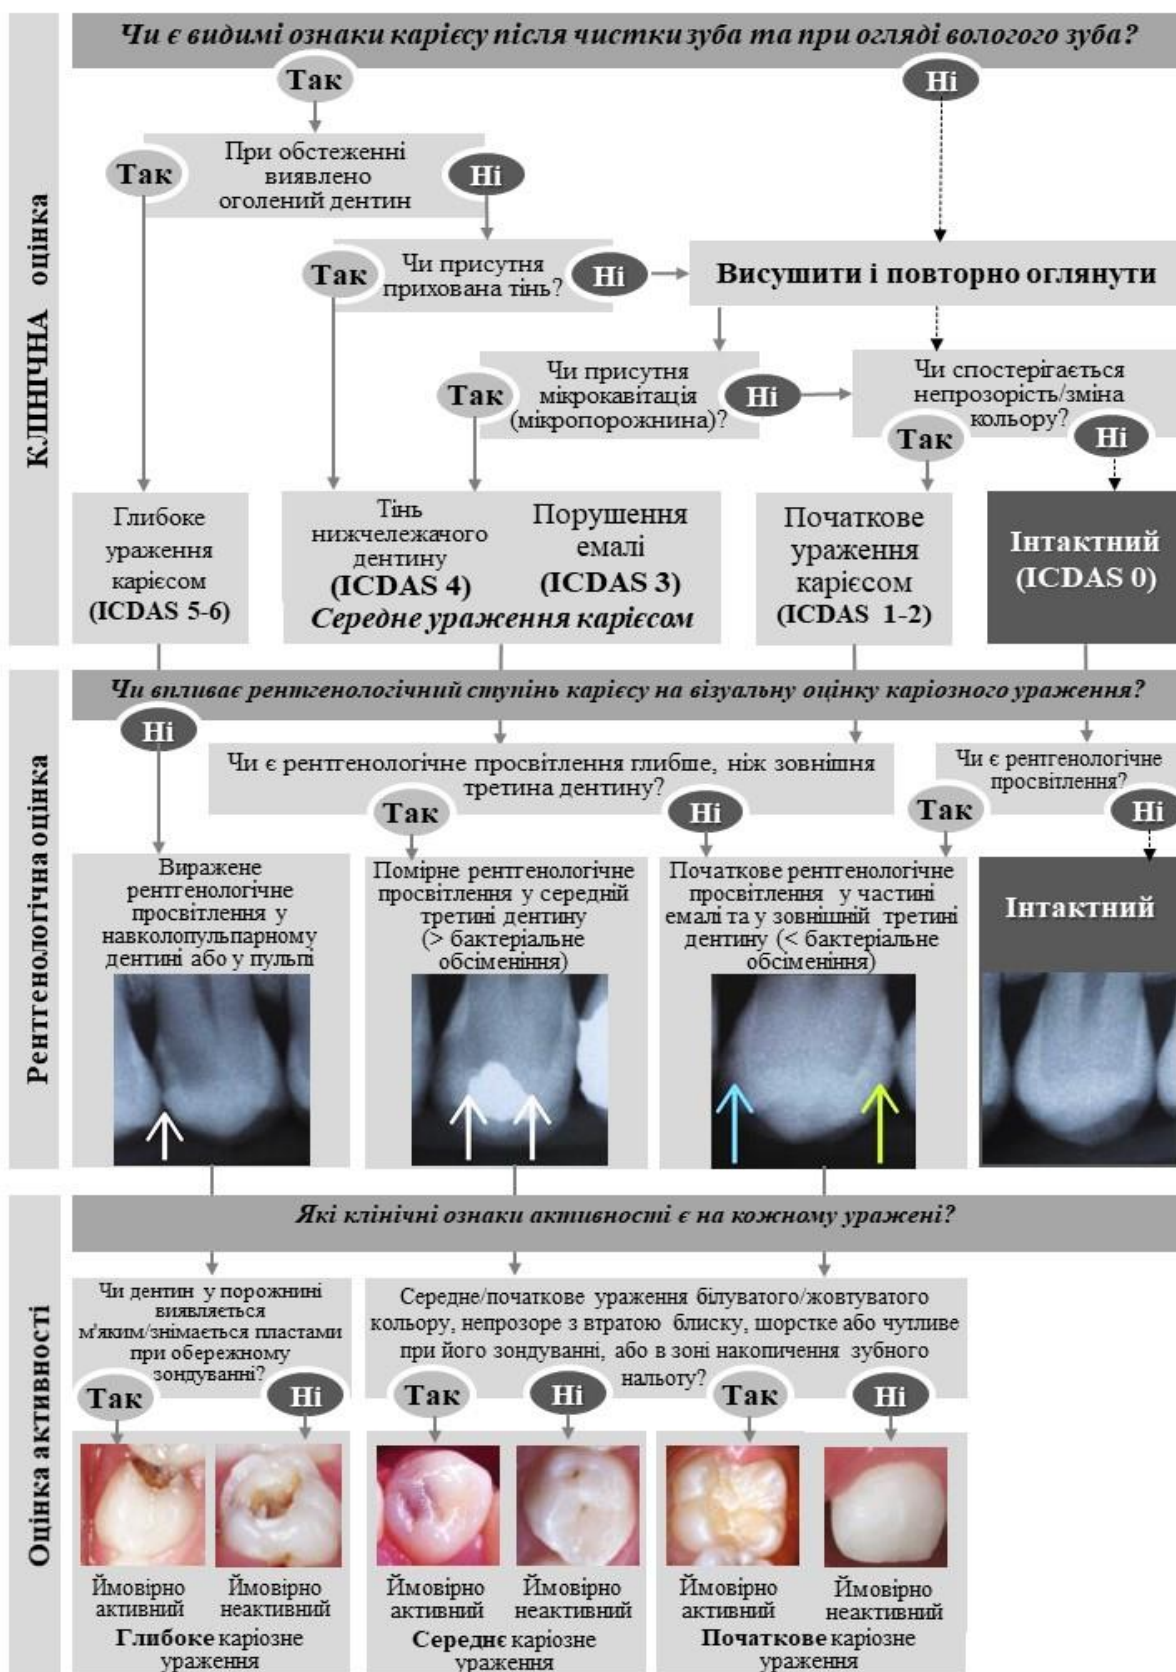 КЛІНІЧНА оцінка
Чи є видимі ознаки карієсу після чистки зуба та при огляді вологого зуба?
Так
Ні
Так
При обстеженні
виявлено
оголений дентин
Ні
Так
Чи присутня
прихована тінь?
Ні
Висушити і повторно оглянути
Так
Чи присутня
мікрокавітація
(мікропорожнина)?
Ні
Чи спостерігається
непрозорість/зміна
кольору?
Так
Ні
Глибоке
ураження
карієсом
(ICDAS 5-6)
Тінь
нижчележачого
дентину
(ICDAS 4)
Порушення
емалі
(ICDAS 3)
Середне ураження карієсом
Початкове
ураження
карієсом
(ICDAS 1-2)
Інтактний
(ICDAS 0)
Рентгенологічна оцінка
Чи впливає рентгенологічний ступінь карієсу на візуальну оцінку каріозного ураження?
Ні
Чи є рентгенологічне просвітлення глибше, ніж зовнішня
третина дентину?
Так
Ні
Чи є рентгенологічне
просвітлення?
Так
Ні
Виражене
рентгенологічне
просвітлення у
навколопульпарному
дентині або у пульпі
Помірне рентгенологічне
просвітлення у середній
третині дентину
(> бактеріальне
обсіменіння)
Початкове рентгенологічне
просвітлення у частині
емалі та у зовнішній третині
дентину (< бактеріальне
обсіменіння)
Інтактний
Оцінка активності
Які клінічні ознаки активності є на кожному уражені?
Чи дентин у порожнині
виявляється
м'яким/знімається пластами
при обережному
зондуванні?
Так
Ні
Середне/початкове ураження білуватого/жовтуватого
кольору, непрозоре з втратою блиску, шорстке або чутливе
при його зондуванні, або в зоні накопичення зубного
нальоту?
Так
Ні
Так
Ні
Ймовірно
активний
Ймовірно
неактивний
Глибоке каріозне
ураження
Ймовірно
активний
Ймовірно
неактивний
Середнє каріозне
ураження
Ймовірно
активний
Ймовірно
неактивний
Початкове каріозне
ураження